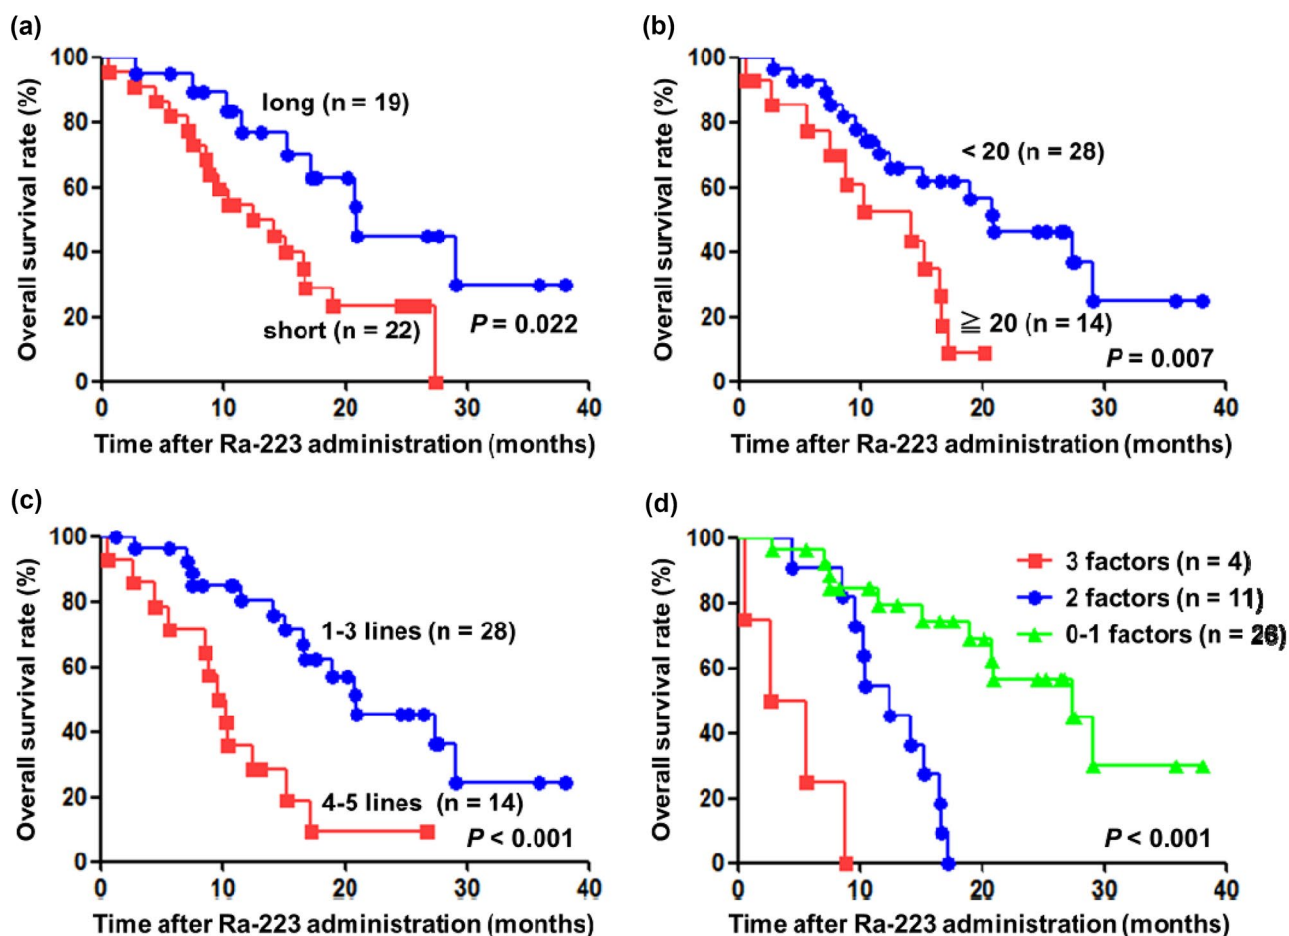 (a)
100
80
60
40
20
0
Overall survival rate (%)
long (n = 19)
short (n = 22)
P = 0.022
0 10 20 30 40
Time after Ra-223 administration (months)
(b)
100
80
60
40
20
0
Overall survival rate (%)
< 20 (n = 28)
≧ 20 (n = 14)
P = 0.007
0 10 20 30 40
Time after Ra-223 administration (months)
(c)
100
80
60
40
20
0
Overall survival rate (%)
1-3 lines (n = 28)
4-5 lines (n = 14)
P < 0.001
0 10 20 30 40
Time after Ra-223 administration (months)
(d)
100
80
60
40
20
0
Overall survival rate (%)
3 factors (n = 4)
2 factors (n = 11)
0-1 factors (n = 26)
P < 0.001
0 10 20 30 40
Time after Ra-223 administration (months)